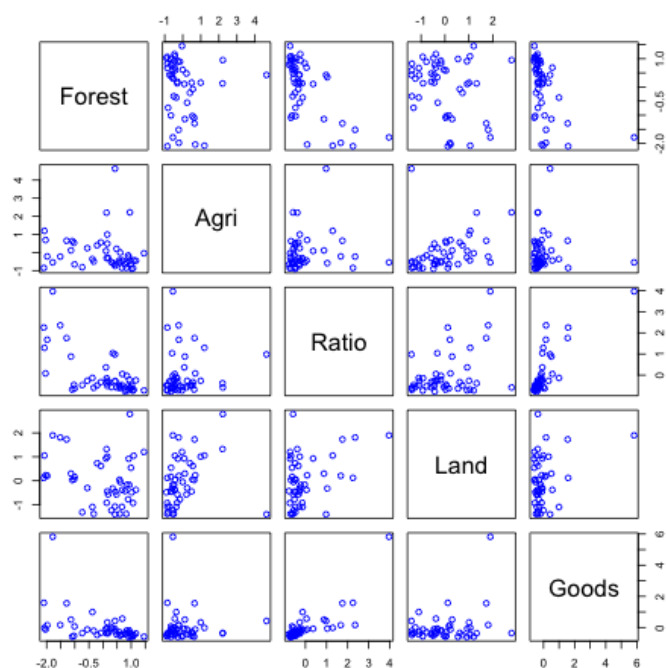 -1 1 2 3 4
-1 0 1 2
Forest
-2.0 -0.5 1.0
Agri
-1 1 2 3 4
Ratio
0 1 2 3 4
Land
-1 0 1 2
Goods
0 2 4 6
-2.0 -0.5 1.0
0 1 2 3 4
0 2 4 6